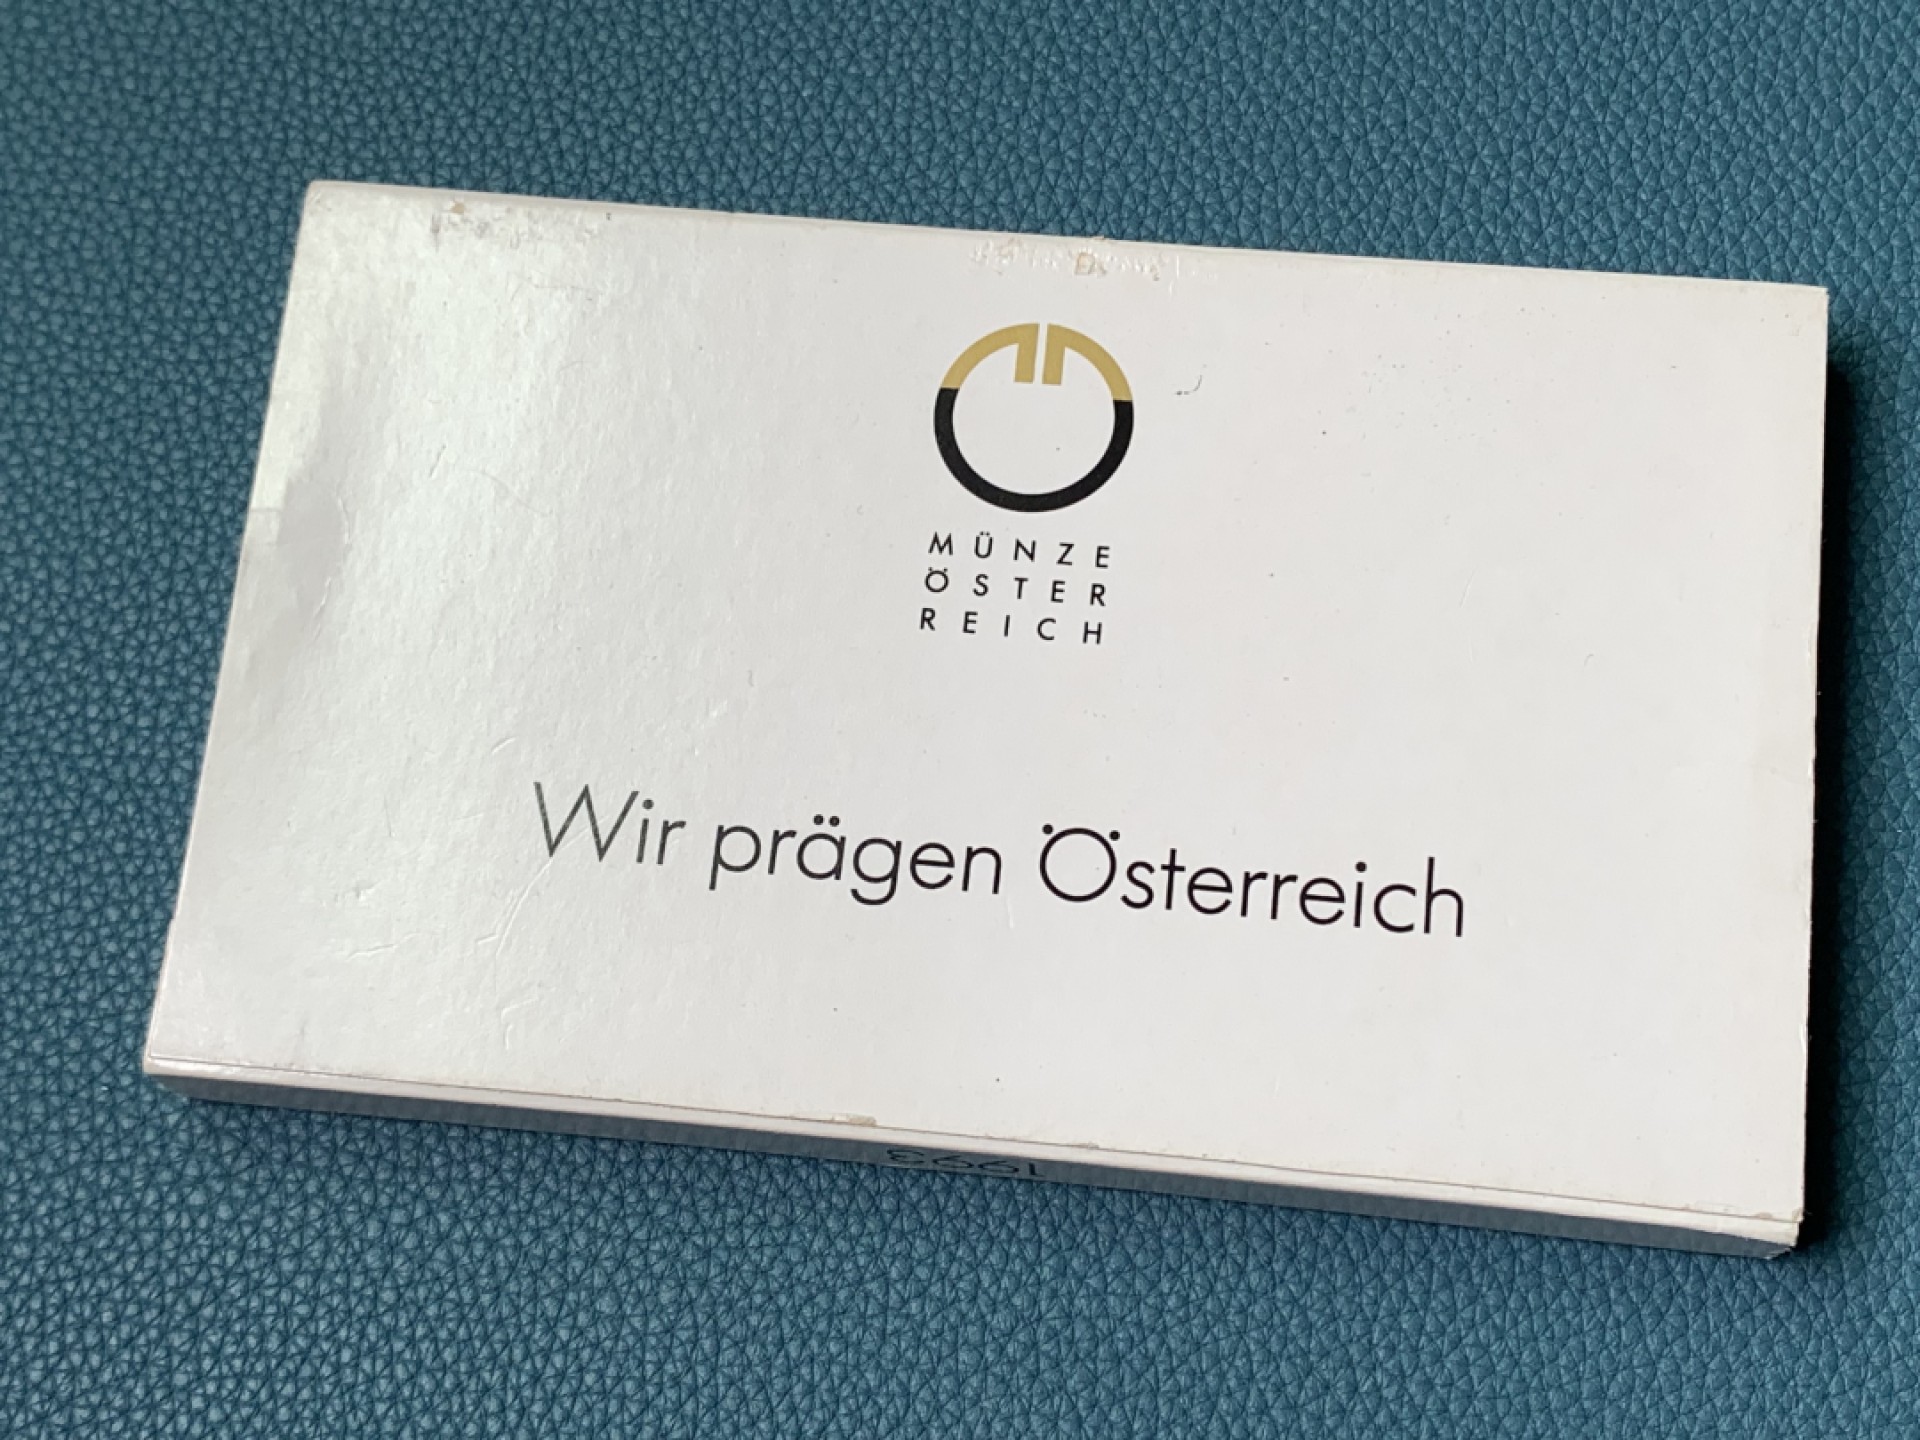 MÜNZE
ÖSTER
REICH
Wir prägen Österreich
1993